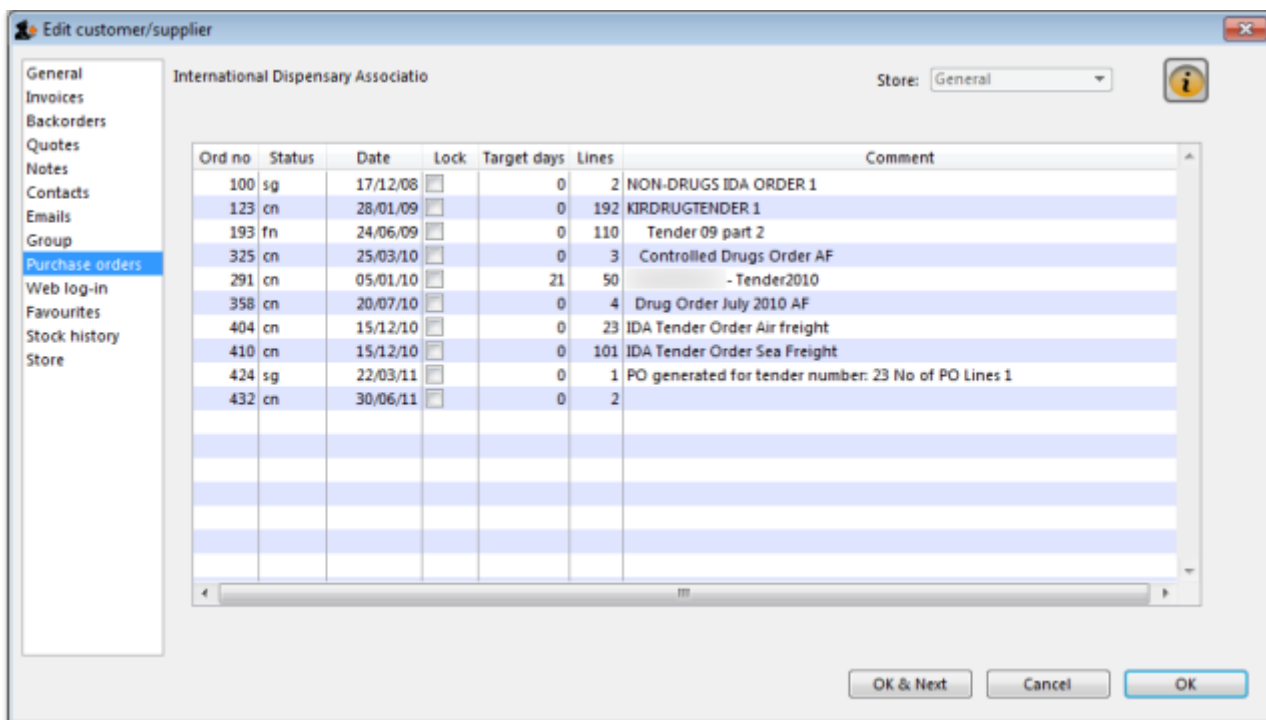 Edit customer/supplier
General
Invoices
Backorders
Quotes
Notes
Contacts
Emails
Group
Purchase orders
Web log-in
Favourites
Stock history
Store
International Dispensary Associatio
Store: General
Ord no Status Date Lock Target days Lines Comment
100 sg 17/12/08 0 2 NON-DRUGS IDA ORDER 1
123 cn 28/01/09 0 192 KIRDRUGTENDER 1
193 fn 24/06/09 0 110 Tender 09 part 2
325 cn 25/03/10 0 3 Controlled Drugs Order AF
291 cn 05/01/10 21 50 - Tender2010
358 cn 20/07/10 0 4 Drug Order July 2010 AF
404 cn 15/12/10 0 23 IDA Tender Order Air freight
410 cn 15/12/10 0 101 IDA Tender Order Sea Freight
424 sg 22/03/11 0 1 PO generated for tender number: 23 No of PO Lines 1
432 cn 30/06/11 0 2
OK & Next Cancel OK